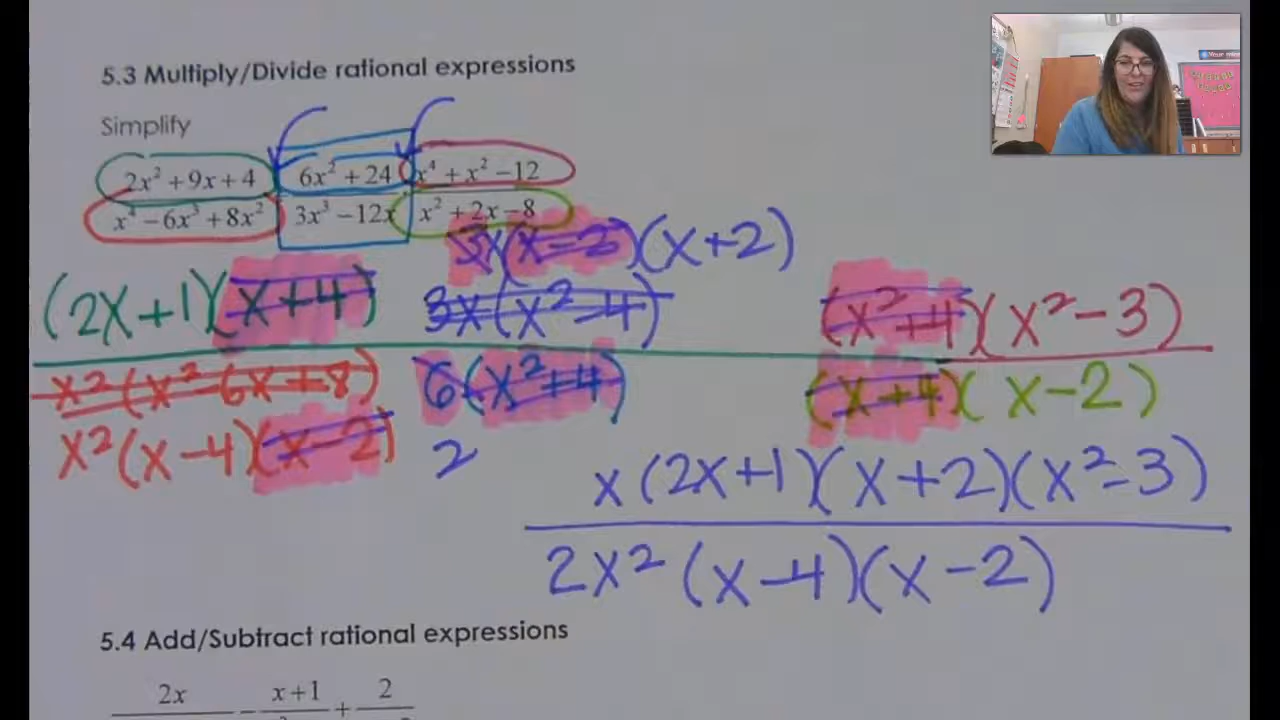 5.3 Multiply/Divide rational expressions
Simplify
2x² + 9x + 4 6x² + 24 x⁴ + x² − 12
x⁴ − 6x³ + 8x² 3x³ − 12x x² + 2x − 8
3x(x−2)(x+2)
(2x+1)(x+4) 3x(x²−4) (x²+4)(x²−3)
x²(x²−6x+8) 6(x²+4) (x+4)(x−2)
x²(x−4)(x−2) 2
x(2x+1)(x+2)(x²−3)
2x²(x−4)(x−2)
5.4 Add/Subtract rational expressions
2x − x+1 + 2